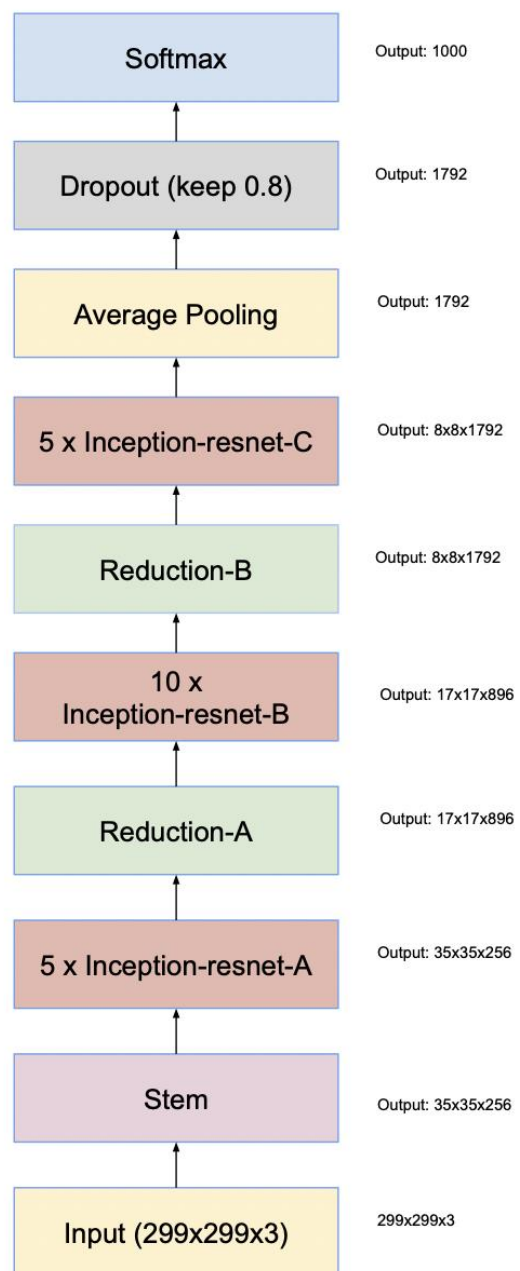 Softmax
Output: 1000
Dropout (keep 0.8)
Output: 1792
Average Pooling
Output: 1792
5 x Inception-resnet-C
Output: 8x8x1792
Reduction-B
Output: 8x8x1792
10 x
Inception-resnet-B
Output: 17x17x896
Reduction-A
Output: 17x17x896
5 x Inception-resnet-A
Output: 35x35x256
Stem
Output: 35x35x256
Input (299x299x3)
299x299x3